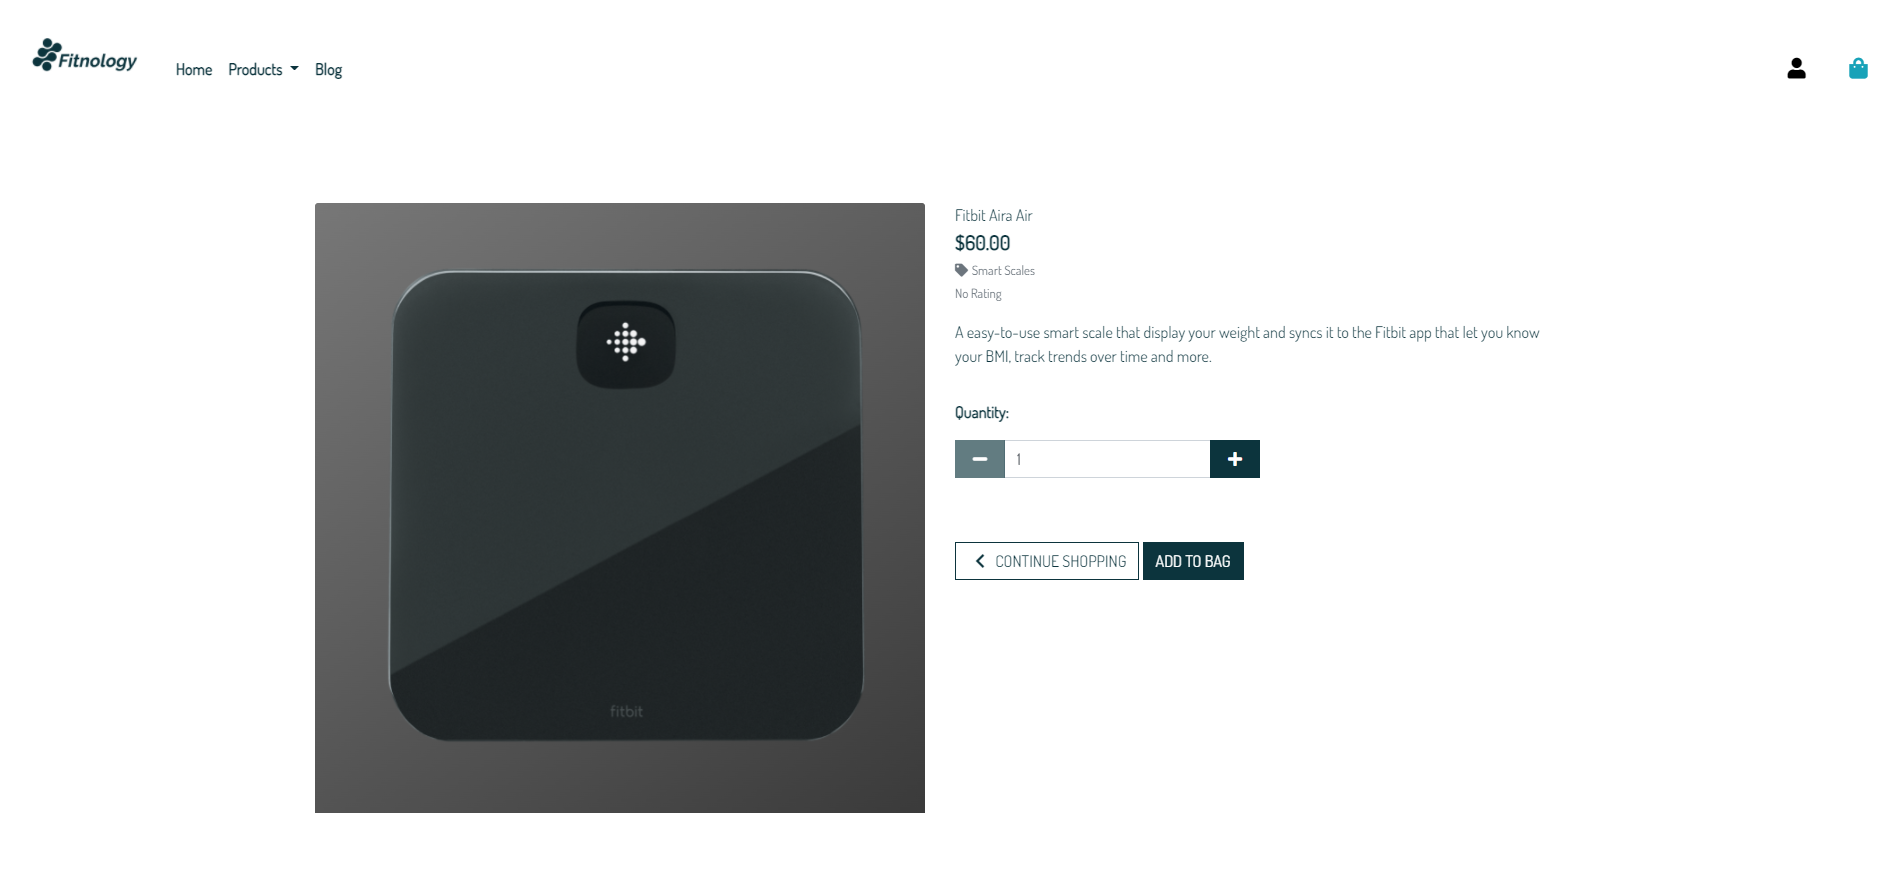 Fitnology
Home Products Blog
Fitbit Aira Air
$60.00
Smart Scales
No Rating
A easy-to-use smart scale that display your weight and syncs it to the Fitbit app that let you know
your BMI, track trends over time and more.
Quantity:
1
CONTINUE SHOPPING ADD TO BAG
fitbit